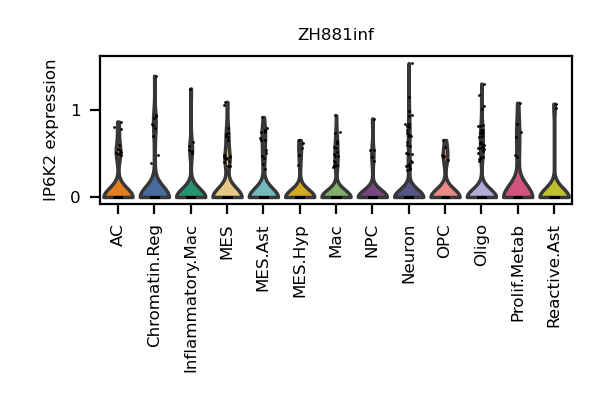 ZH881inf
IP6K2 expression
1
0
AC
Chromatin.Reg
Inflammatory.Mac
MES
MES.Ast
MES.Hyp
Mac
NPC
Neuron
OPC
Oligo
Prolif.Metab
Reactive.Ast